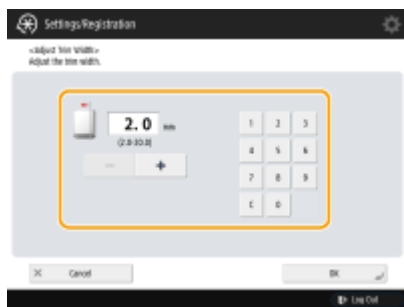 Settings/Registration
<Adjust Trim Width>
Adjust the trim width.
2.0 mm
(2.0-30.0)
- +
1 2 3
4 5 6
7 8 9
C 0
× Cancel
OK
Log Out